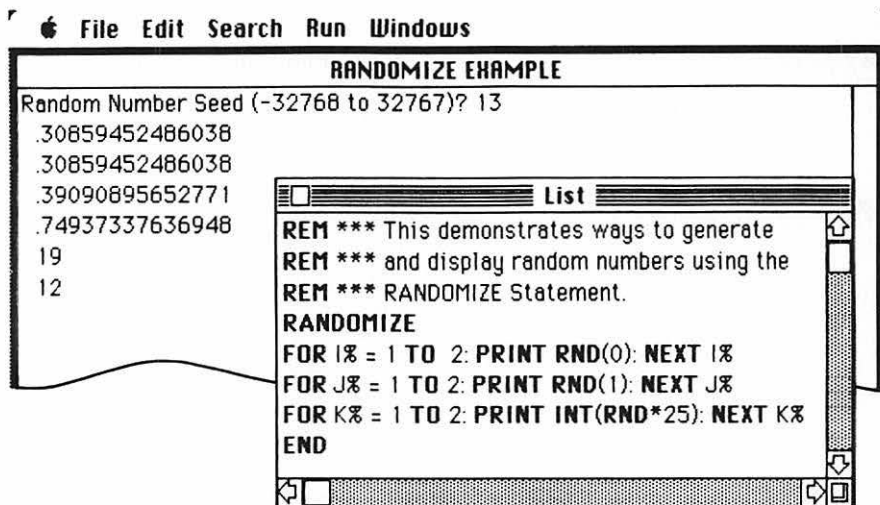 File Edit Search Run Windows
RANDOMIZE EXAMPLE
Random Number Seed (-32768 to 32767)? 13
.30859452486038
.30859452486038
.39090895652771
.74937337636948
19
12
List
REM *** This demonstrates ways to generate
REM *** and display random numbers using the
REM *** RANDOMIZE Statement.
RANDOMIZE
FOR I% = 1 TO 2: PRINT RND(0): NEXT I%
FOR J% = 1 TO 2: PRINT RND(1): NEXT J%
FOR K% = 1 TO 2: PRINT INT(RND*25): NEXT K%
END